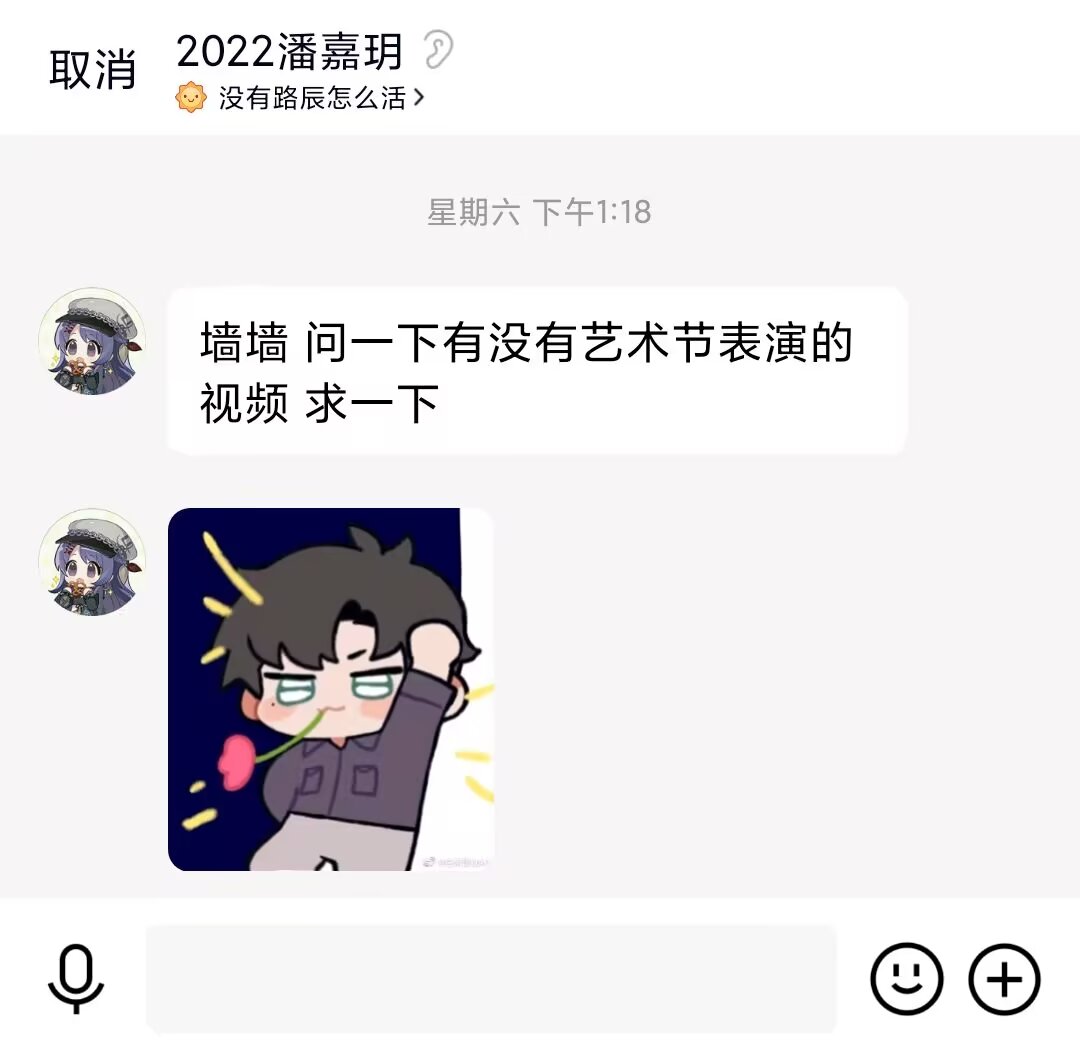 取消
2022潘嘉玥
没有路辰怎么活
星期六 下午1:18
墙墙 问一下有没有艺术节表演的
视频 求一下